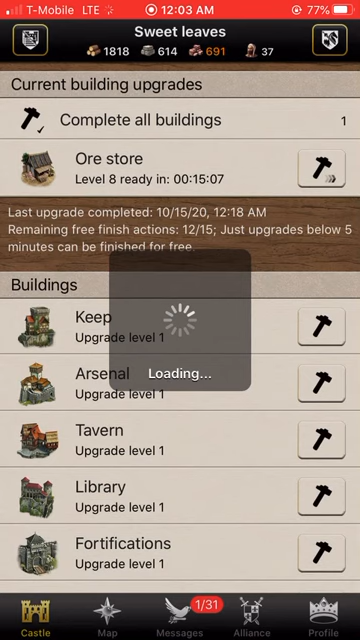 T-Mobile LTE 12:03 AM 77%
Sweet leaves
1818 614 691 37
Current building upgrades
Complete all buildings 1
Ore store
Level 8 ready in: 00:15:07
Last upgrade completed: 10/15/20, 12:18 AM
Remaining free finish actions: 12/15; Just upgrades below 5
minutes can be finished for free.
Buildings
Keep
Upgrade level 1
Loading...
Arsenal
Upgrade level 1
Tavern
Upgrade level 1
Library
Upgrade level 1
Fortifications
Upgrade level 1
1/31
Castle Map Messages Alliance Profile